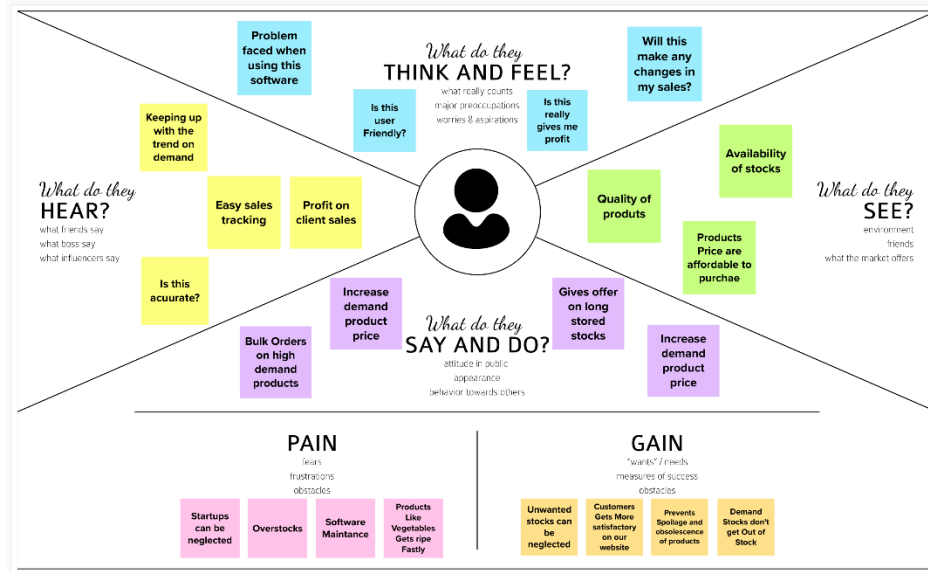 What do they
THINK AND FEEL?
what really counts
major preoccupations
worries & aspirations
Problem
faced when
using this
software
Is this
user
Friendly?
Is this
really
gives me
profit
Will this
make any
changes in
my sales?
What do they
HEAR?
what friends say
what boss say
what influencers say
Keeping up
with the
trend on
demand
Easy sales
tracking
Profit on
client sales
Is this
acuurate?
What do they
SEE?
environment
friends
what the market offers
Availability
of stocks
Quality of
produts
Products
Price are
affordable to
purchae
What do they
SAY AND DO?
attitude in public
appearance
behavior towards others
Increase
demand
product
price
Bulk Orders
on high
demand
products
Gives offer
on long
stored
stocks
Increase
demand
product
price
PAIN
fears
frustrations
obstacles
Startups
can be
neglected
Overstocks
Software
Maintance
Products
Like
Vegetables
Gets ripe
Fastly
GAIN
"wants" / needs
measures of success
obstacles
Unwanted
stocks can
be
neglected
Customers
Gets More
satisfactory
on our
website
Prevents
Spoilage and
obsolescence
of products
Demand
Stocks don't
get Out of
Stock